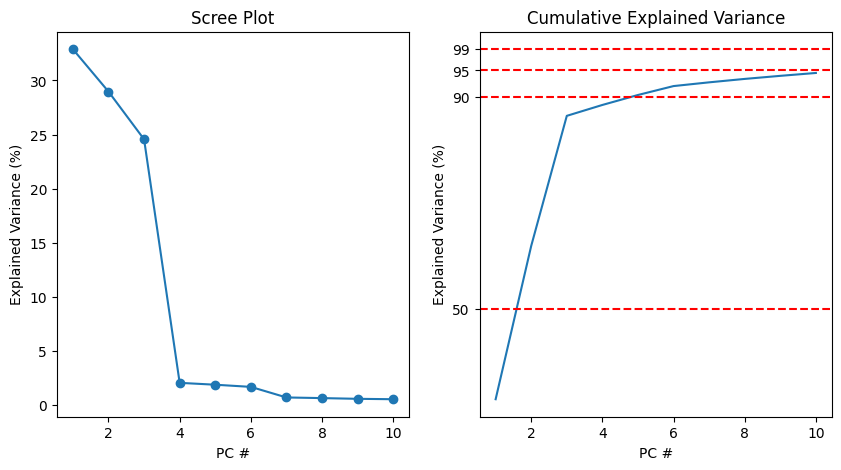 Scree Plot
Explained Variance (%)
30
25
20
15
10
5
0
2 4 6 8 10
PC #
Cumulative Explained Variance
Explained Variance (%)
99
95
90
50
2 4 6 8 10
PC #